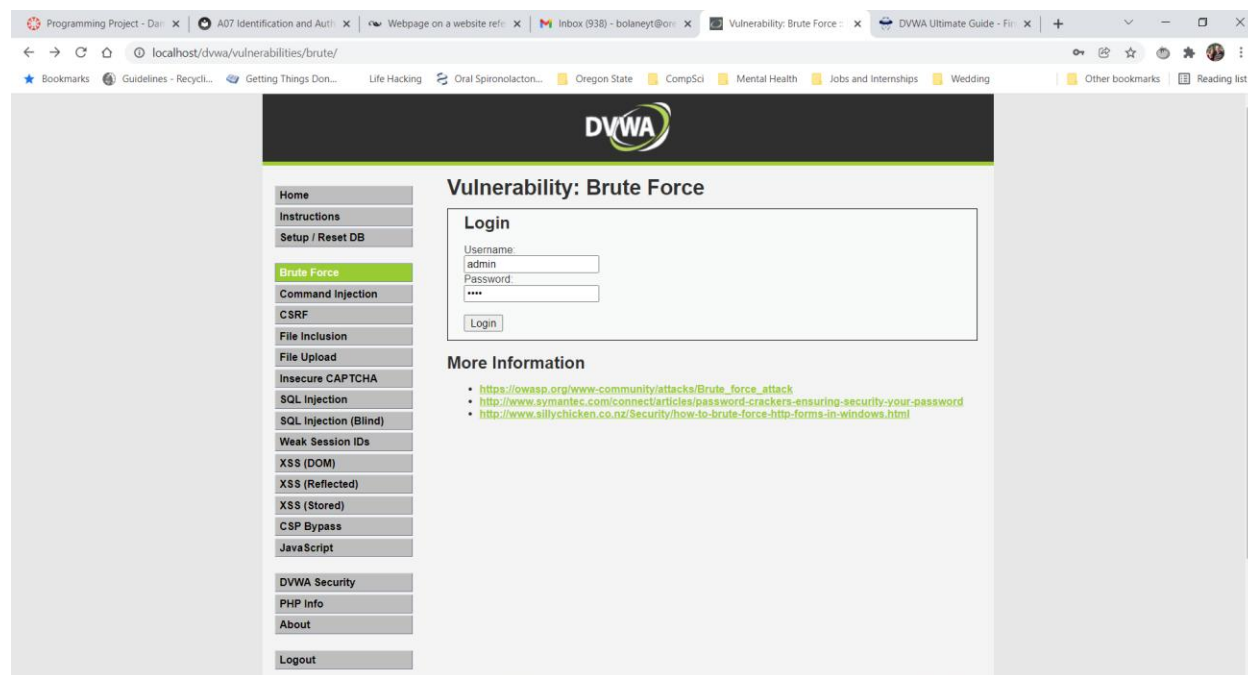 Programming Project - Dan
A07 Identification and Auth
Webpage on a website refe
Inbox (938) - bolaneyt@ore
Vulnerability: Brute Force :
DVWA Ultimate Guide - Fir
localhost/dvwa/vulnerabilities/brute/
Bookmarks
Guidelines - Recycli...
Getting Things Don...
Life Hacking
Oral Spironolacton...
Oregon State
CompSci
Mental Health
Jobs and Internships
Wedding
Other bookmarks
Reading list
DVWA
Home
Instructions
Setup / Reset DB
Brute Force
Command Injection
CSRF
File Inclusion
File Upload
Insecure CAPTCHA
SQL Injection
SQL Injection (Blind)
Weak Session IDs
XSS (DOM)
XSS (Reflected)
XSS (Stored)
CSP Bypass
JavaScript
DVWA Security
PHP Info
About
Logout
Vulnerability: Brute Force
Login
Username:
admin
Password:
••••
Login
More Information
• https://owasp.org/www-community/attacks/Brute_force_attack
• http://www.symantec.com/connect/articles/password-crackers-ensuring-security-your-password
• http://www.sillychicken.co.nz/Security/how-to-brute-force-http-forms-in-windows.html